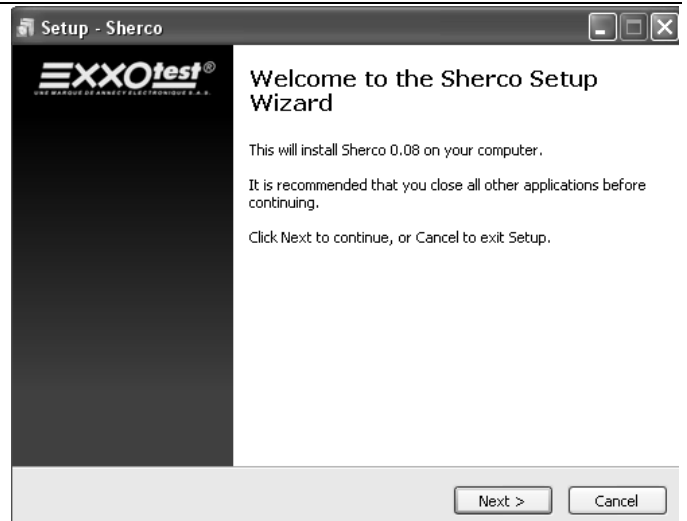 Setup - Sherco
EXXOtest®
UNE MARQUE DE ANNECY ELECTRONIQUE S.A.S.
Welcome to the Sherco Setup
Wizard
This will install Sherco 0.08 on your computer.
It is recommended that you close all other applications before
continuing.
Click Next to continue, or Cancel to exit Setup.
Next >
Cancel